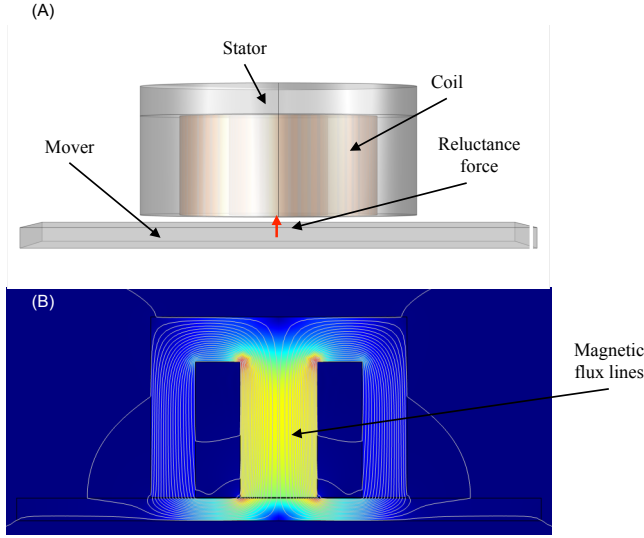 (A)
Stator
Coil
Mover
Reluctance
force
(B)
Magnetic
flux lines